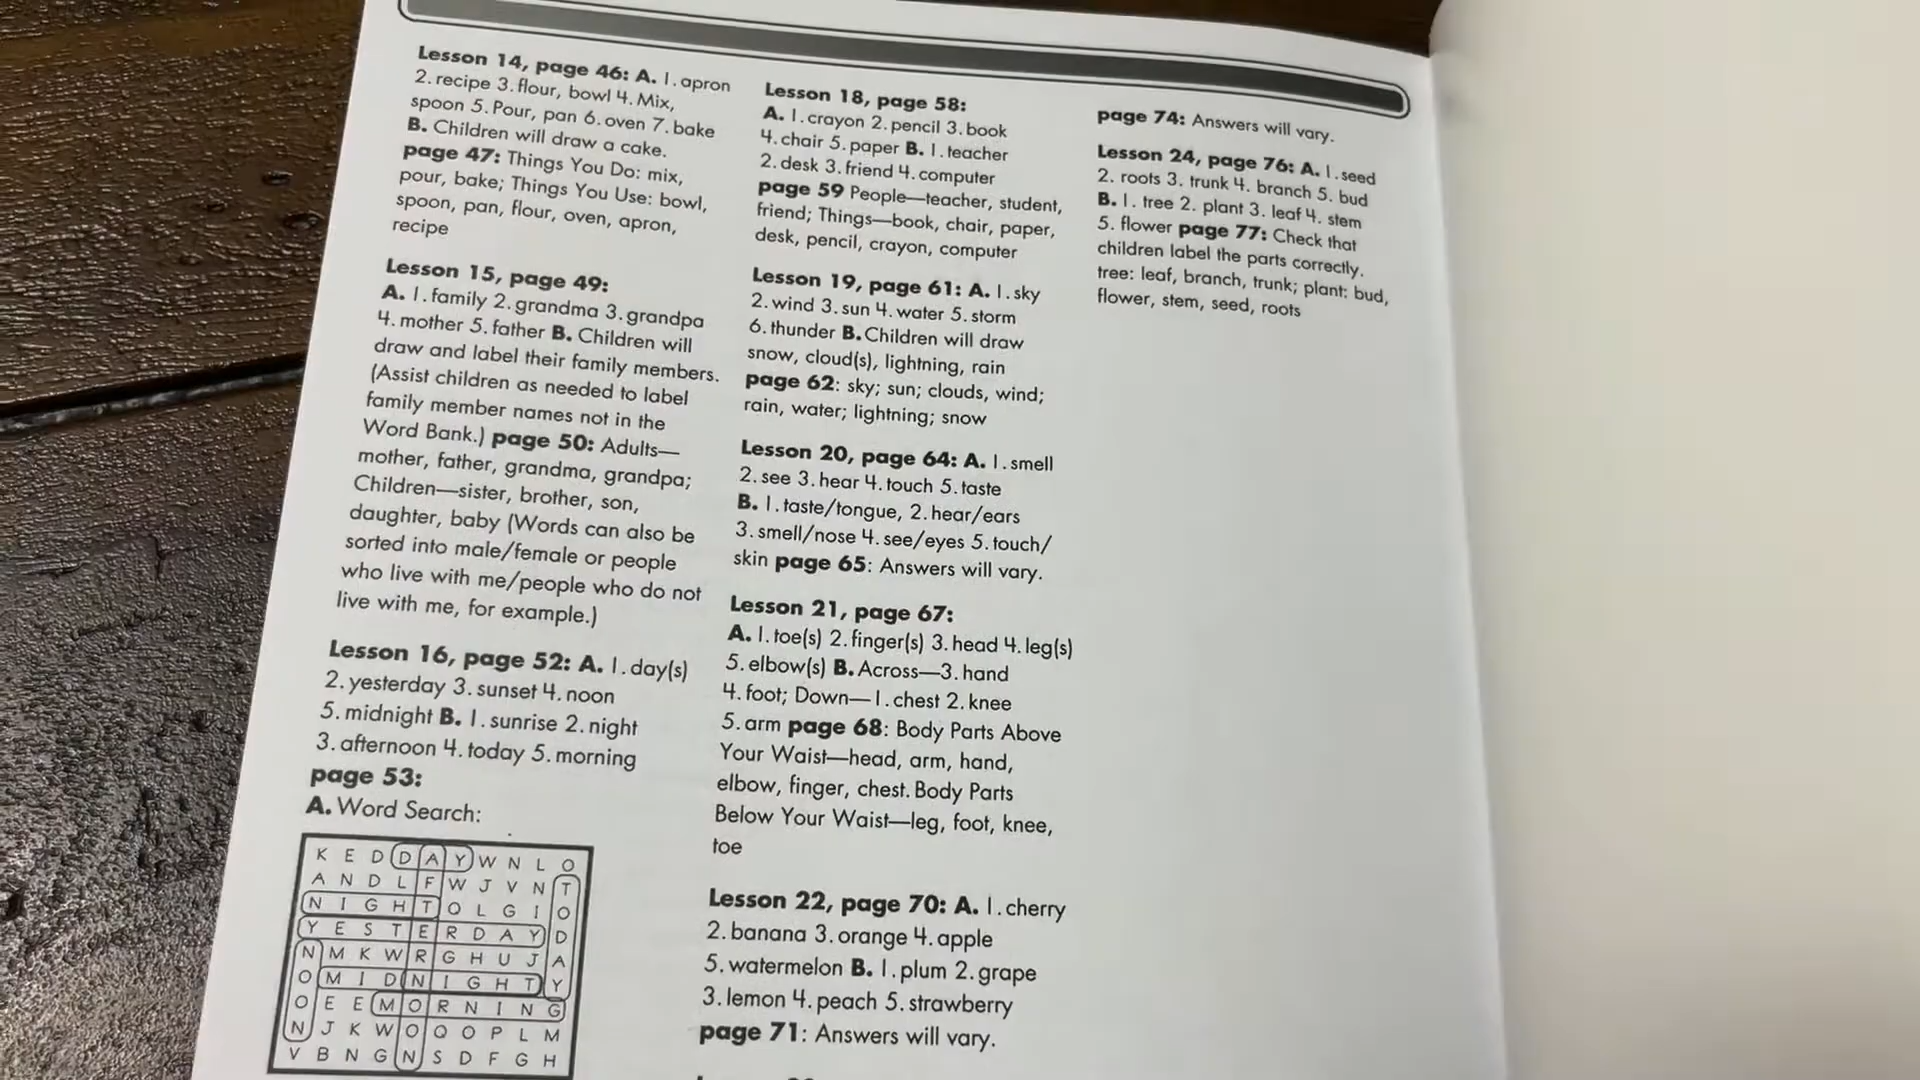 Lesson 14, page 46: A. 1. apron
2. recipe 3. flour, bowl 4. Mix,
spoon 5. Pour, pan 6. oven 7. bake
B. Children will draw a cake.
page 47: Things You Do: mix,
pour, bake; Things You Use: bowl,
spoon, pan, flour, oven, apron,
recipe
Lesson 15, page 49:
A. 1. family 2. grandma 3. grandpa
4. mother 5. father B. Children will
draw and label their family members.
(Assist children as needed to label
family member names not in the
Word Bank.) page 50: Adults—
mother, father, grandma, grandpa;
Children—sister, brother, son,
daughter, baby (Words can also be
sorted into male/female or people
who live with me/people who do not
live with me, for example.)
Lesson 16, page 52: A. 1. day(s)
2. yesterday 3. sunset 4. noon
5. midnight B. 1. sunrise 2. night
3. afternoon 4. today 5. morning
page 53:
A. Word Search:
K E D D A Y W N L O
A N D L F W J V N T
N I G H T O L G I O
Y E S T E R D A Y D
N M K W R G H U J A
O M I D N I G H T Y
O E E M O R N I N G
N J K W O Q O P L M
V B N G N S D F G H
Lesson 18, page 58:
A. 1. crayon 2. pencil 3. book
4. chair 5. paper B. 1. teacher
2. desk 3. friend 4. computer
page 59 People—teacher, student,
friend; Things—book, chair, paper,
desk, pencil, crayon, computer
Lesson 19, page 61: A. 1. sky
2. wind 3. sun 4. water 5. storm
6. thunder B. Children will draw
snow, cloud(s), lightning, rain
page 62: sky; sun; clouds, wind;
rain, water; lightning; snow
Lesson 20, page 64: A. 1. smell
2. see 3. hear 4. touch 5. taste
B. 1. taste/tongue, 2. hear/ears
3. smell/nose 4. see/eyes 5. touch/
skin page 65: Answers will vary.
Lesson 21, page 67:
A. 1. toe(s) 2. finger(s) 3. head 4. leg(s)
5. elbow(s) B. Across—3. hand
4. foot; Down—1. chest 2. knee
5. arm page 68: Body Parts Above
Your Waist—head, arm, hand,
elbow, finger, chest. Body Parts
Below Your Waist—leg, foot, knee,
toe
Lesson 22, page 70: A. 1. cherry
2. banana 3. orange 4. apple
5. watermelon B. 1. plum 2. grape
3. lemon 4. peach 5. strawberry
page 71: Answers will vary.
page 74: Answers will vary.
Lesson 24, page 76: A. 1. seed
2. roots 3. trunk 4. branch 5. bud
B. 1. tree 2. plant 3. leaf 4. stem
5. flower page 77: Check that
children label the parts correctly.
tree: leaf, branch, trunk; plant: bud,
flower, stem, seed, roots